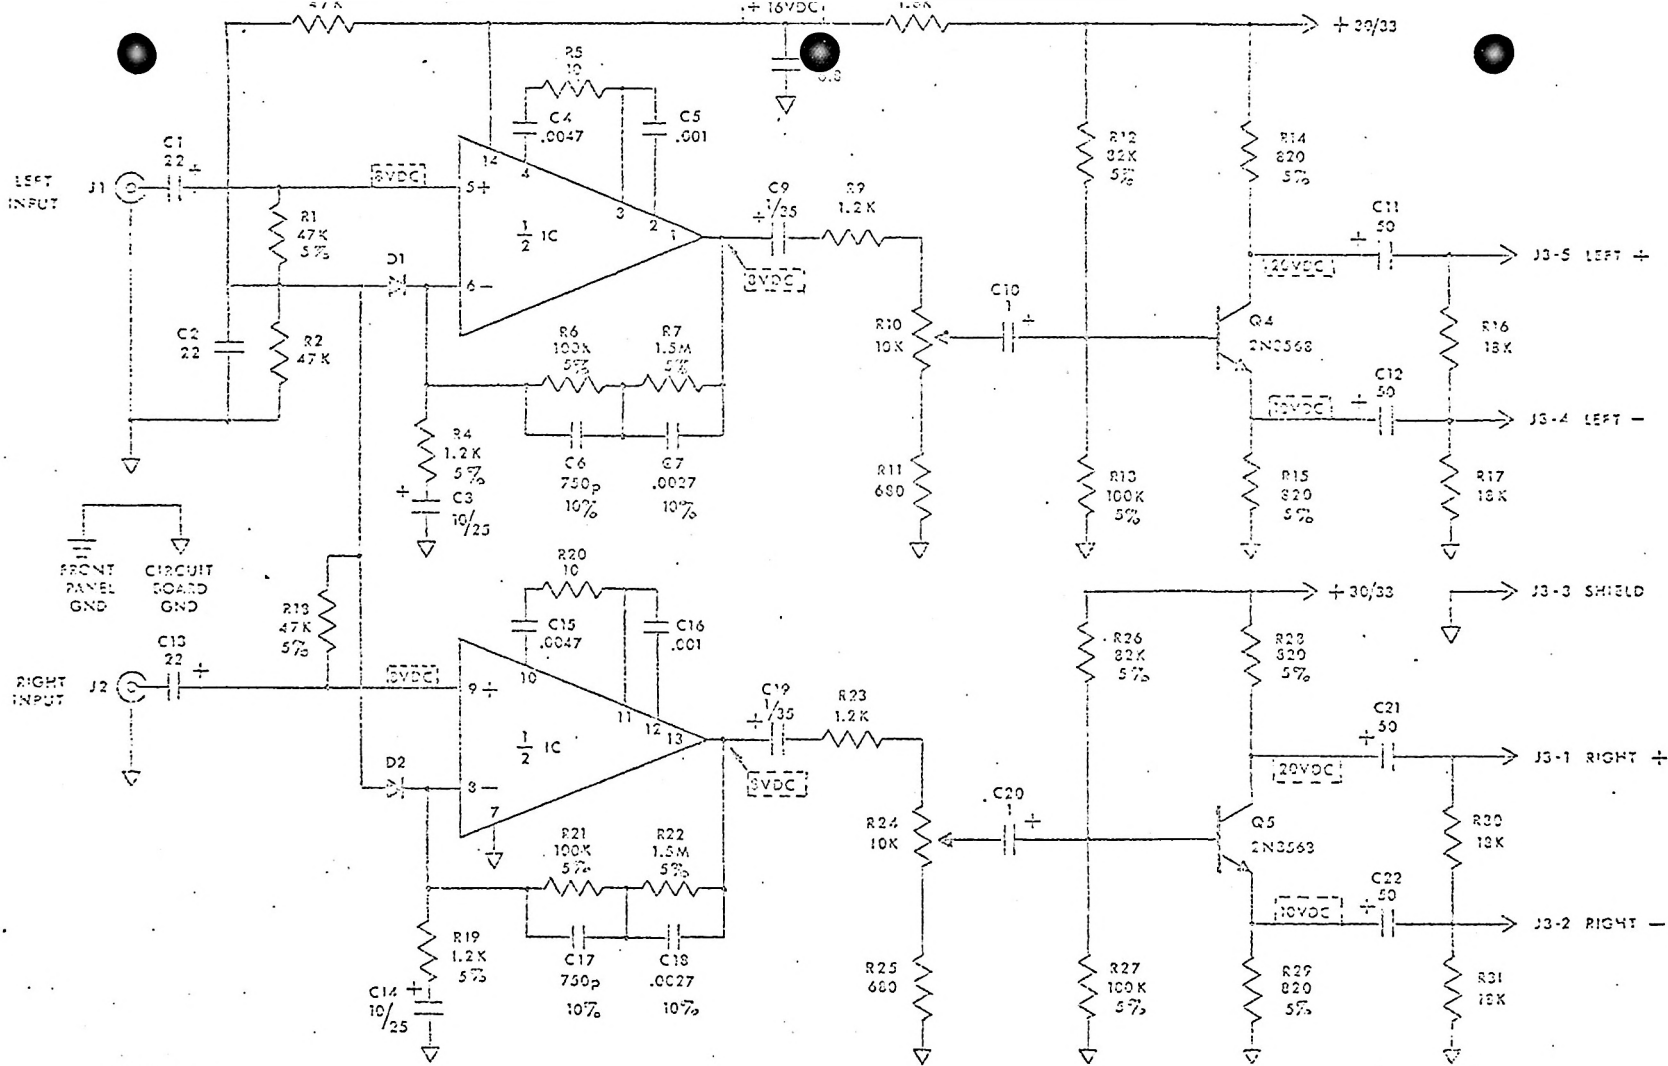 47K
+ 16VDC
+ 30/33
R5
10
C4
.0047
C5
.001
C1
22
+
8VDC
LEFT
INPUT
J1
14
4
5+
3
2
1
1/2 IC
6-
R1
47K
5%
D1
C2
22
R2
47K
C9
+ 1/35
R9
1.2K
8VDC
R6
100K
5%
R7
1.5M
5%
R4
1.2K
5%
C3
+ 10/25
C6
750p
10%
C7
.0027
10%
R10
10K
R11
680
C10
1
+
R12
82K
5%
R14
820
5%
C11
50
+
20VDC
J3-5 LEFT +
Q4
2N3568
R16
18K
C12
50
+
10VDC
J3-4 LEFT -
R13
100K
5%
R15
820
5%
R17
18K
FRONT
PANEL
GND
CIRCUIT
BOARD
GND
R20
10
C15
.0047
C16
.001
R18
47K
5%
C13
22
+
RIGHT
INPUT
J2
8VDC
9+
10
11
12
13
1/2 IC
D2
8-
7
C19
+ 1/35
R23
1.2K
8VDC
R21
100K
5%
R22
1.5M
5%
R19
1.2K
5%
C14
+
10/25
C17
750p
10%
C18
.0027
10%
R24
10K
R25
680
C20
1
+
+ 30/33
J3-3 SHIELD
R26
82K
5%
R28
820
5%
C21
50
+
20VDC
J3-1 RIGHT +
Q5
2N3568
R30
18K
C22
50
+
10VDC
J3-2 RIGHT -
R27
100K
5%
R29
820
5%
R31
18K